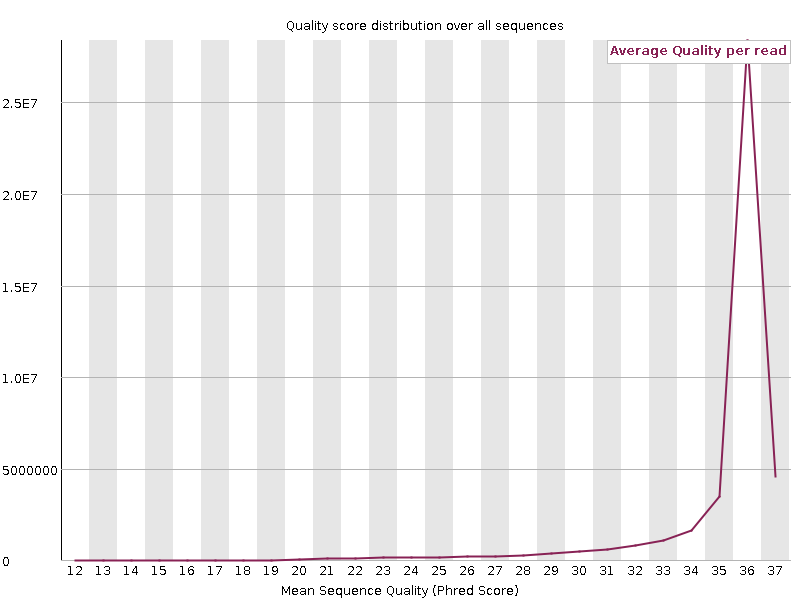 Quality score distribution over all sequences
Average Quality per read
2.5E7
2.0E7
1.5E7
1.0E7
5000000
0
12 13 14 15 16 17 18 19 20 21 22 23 24 25 26 27 28 29 30 31 32 33 34 35 36 37
Mean Sequence Quality (Phred Score)